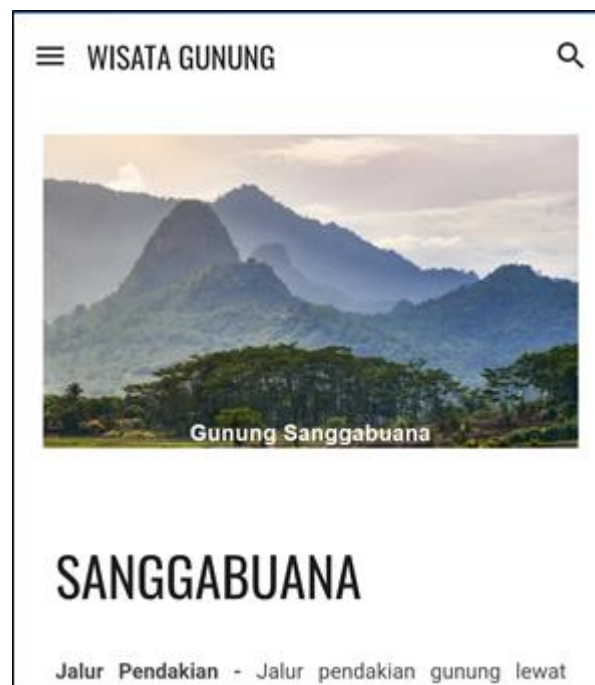 WISATA GUNUNG
Gunung Sanggabuana
SANGGABUANA
Jalur Pendakian - Jalur pendakian gunung lewat